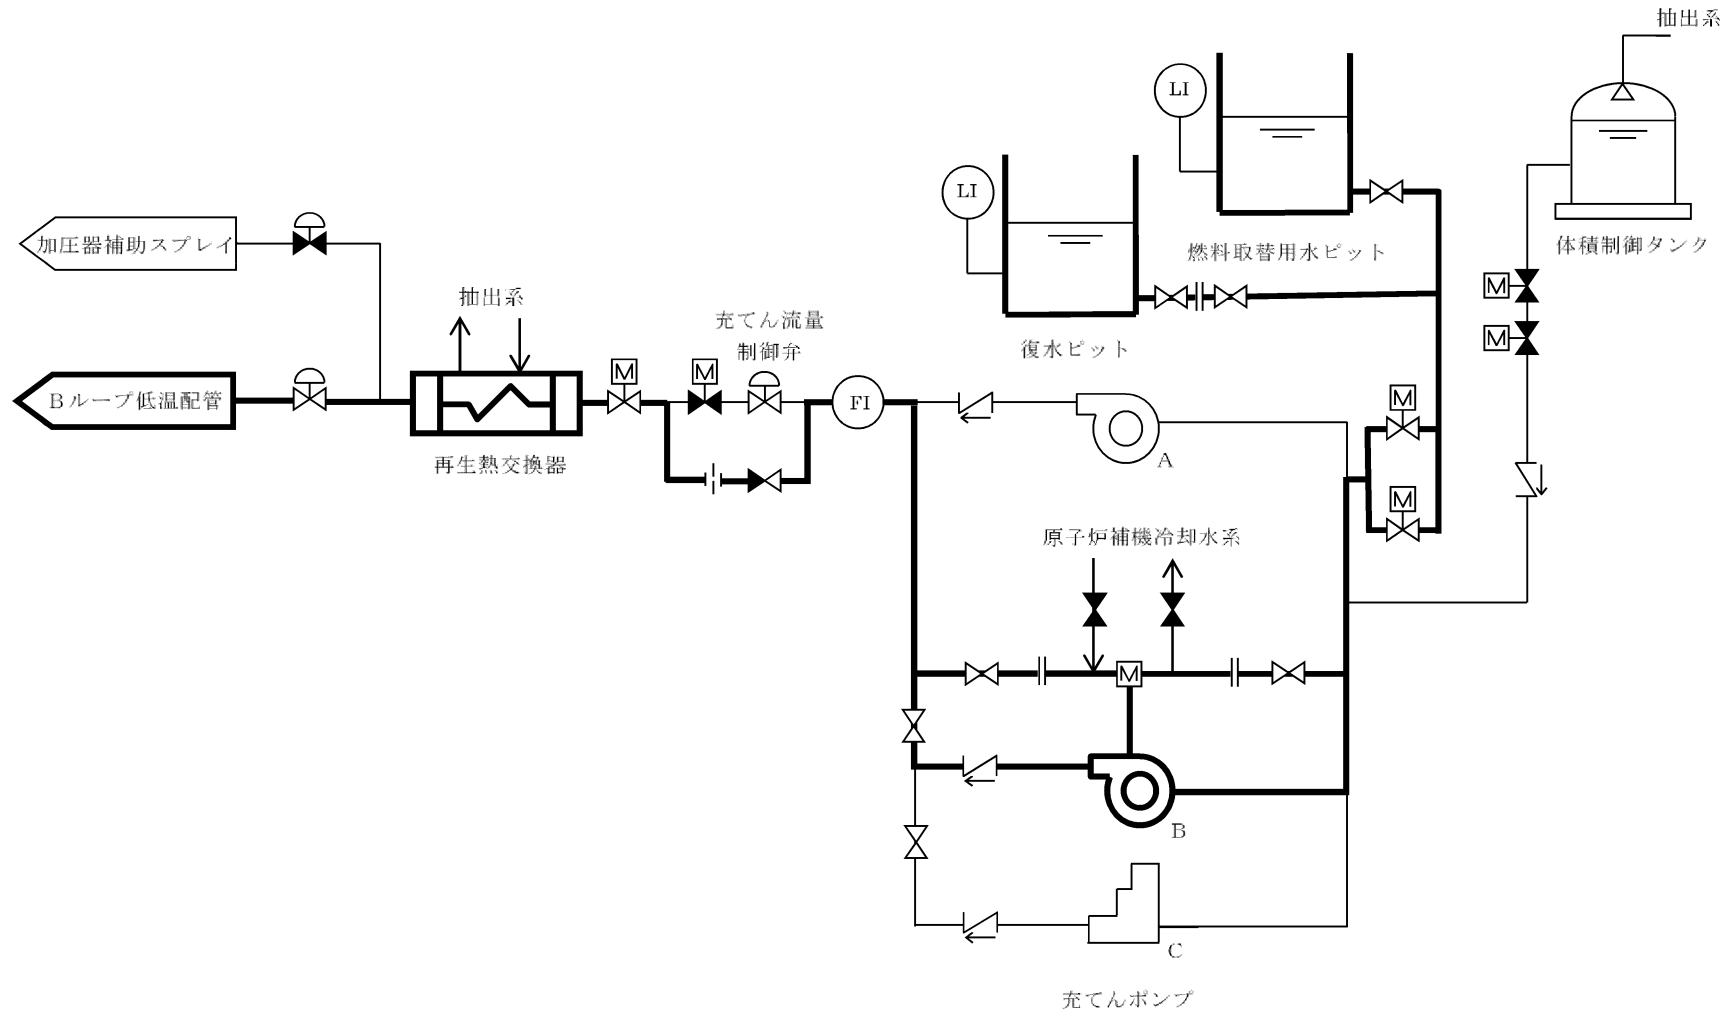 抽出系
LI
LI
加圧器補助スプレイ
燃料取替用水ピット
体積制御タンク
M
抽出系
充てん流量
制御弁
M
復水ピット
M
M
M
Bループ低温配管
FI
A
再生熱交換器
M
原子炉補機冷却水系
M
B
C
充てんポンプ